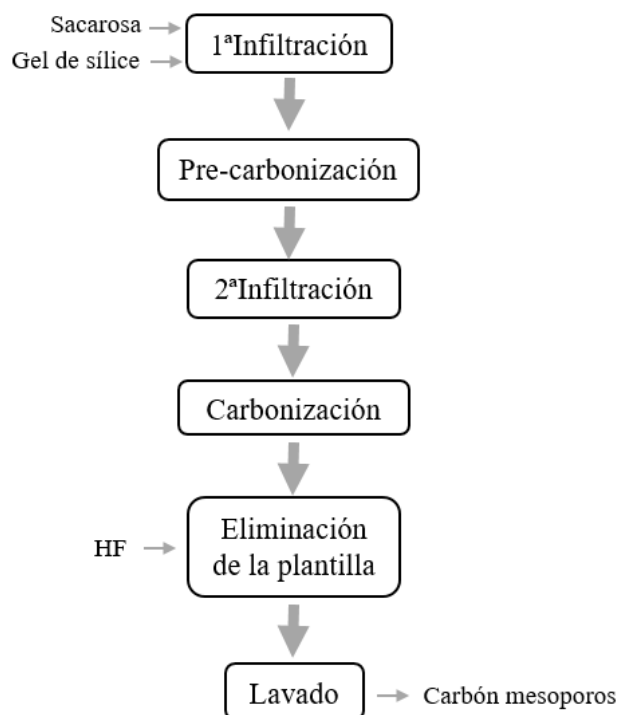 Sacarosa
Gel de sílice
1ªInfiltración
Pre-carbonización
2ªInfiltración
Carbonización
HF
Eliminación
de la plantilla
Lavado
Carbón mesoporos